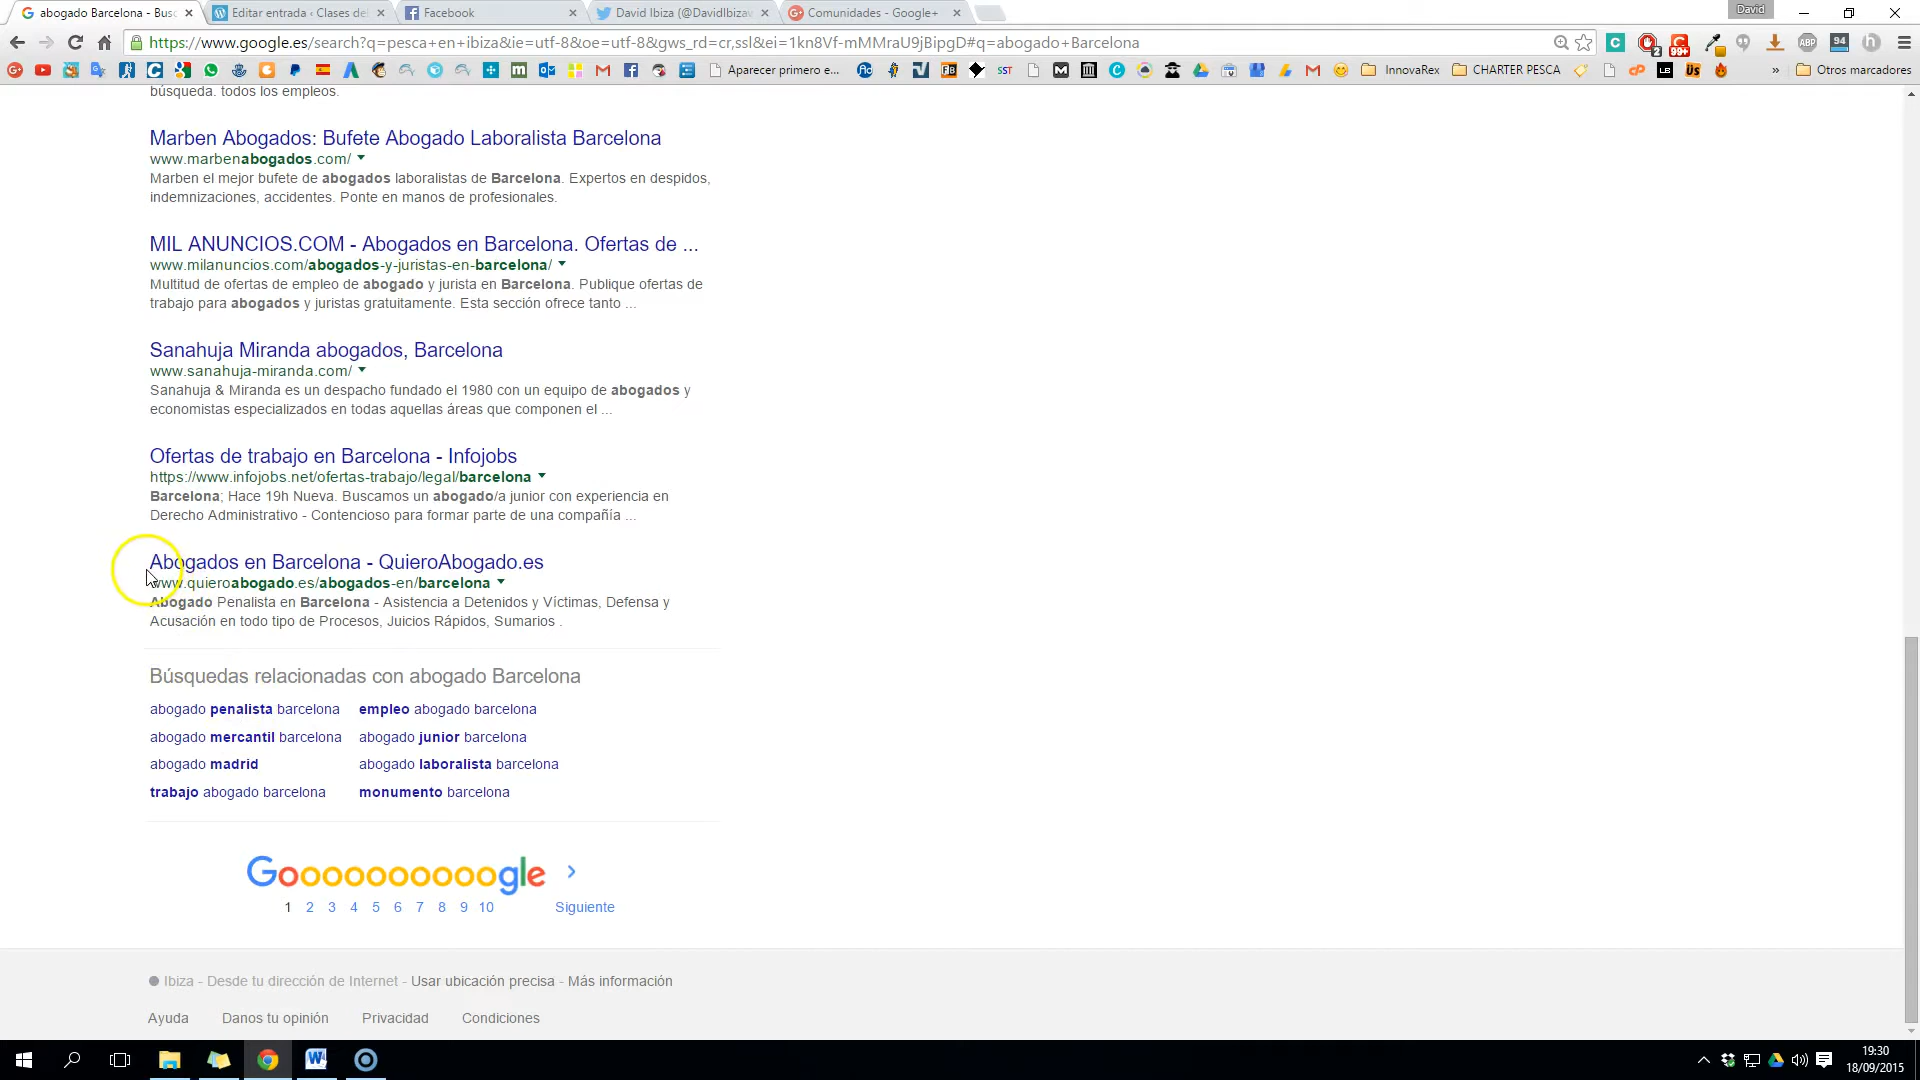 abogado Barcelona - Busc
Editar entrada ‹ Clases de
Facebook
David Ibiza (@DavidIbizaw
Comunidades - Google+
David
https://www.google.es/search?q=pesca+en+ibiza&ie=utf-8&oe=utf-8&gws_rd=cr,ssl&ei=1kn8Vf-mMMraU9jBipgD#q=abogado+Barcelona
Aparecer primero e...
InnovaRex
CHARTER PESCA
» Otros marcadores
búsqueda. todos los empleos.
Marben Abogados: Bufete Abogado Laboralista Barcelona
www.marbenabogados.com/
Marben el mejor bufete de abogados laboralistas de Barcelona. Expertos en despidos,
indemnizaciones, accidentes. Ponte en manos de profesionales.
MIL ANUNCIOS.COM - Abogados en Barcelona. Ofertas de ...
www.milanuncios.com/abogados-y-juristas-en-barcelona/
Multitud de ofertas de empleo de abogado y jurista en Barcelona. Publique ofertas de
trabajo para abogados y juristas gratuitamente. Esta sección ofrece tanto ...
Sanahuja Miranda abogados, Barcelona
www.sanahuja-miranda.com/
Sanahuja & Miranda es un despacho fundado el 1980 con un equipo de abogados y
economistas especializados en todas aquellas áreas que componen el ...
Ofertas de trabajo en Barcelona - Infojobs
https://www.infojobs.net/ofertas-trabajo/legal/barcelona
Barcelona; Hace 19h Nueva. Buscamos un abogado/a junior con experiencia en
Derecho Administrativo - Contencioso para formar parte de una compañía ...
Abogados en Barcelona - QuieroAbogado.es
www.quieroabogado.es/abogados-en/barcelona
Abogado Penalista en Barcelona - Asistencia a Detenidos y Víctimas, Defensa y
Acusación en todo tipo de Procesos, Juicios Rápidos, Sumarios .
Búsquedas relacionadas con abogado Barcelona
abogado penalista barcelona
empleo abogado barcelona
abogado mercantil barcelona
abogado junior barcelona
abogado madrid
abogado laboralista barcelona
trabajo abogado barcelona
monumento barcelona
Goooooooooogle
1 2 3 4 5 6 7 8 9 10 Siguiente
Ibiza - Desde tu dirección de Internet - Usar ubicación precisa - Más información
Ayuda Danos tu opinión Privacidad Condiciones
19:30
18/09/2015